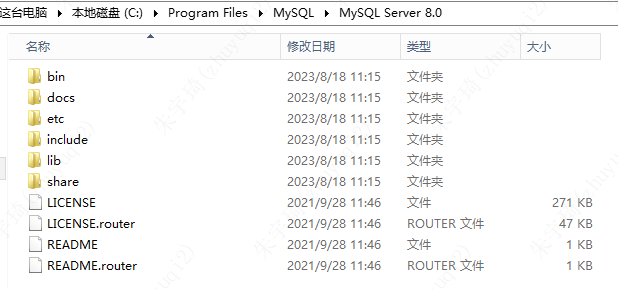 这台电脑 ▸ 本地磁盘 (C:) ▸ Program Files ▸ MySQL ▸ MySQL Server 8.0
名称 修改日期 类型 大小
bin 2023/8/18 11:15 文件夹
docs 2023/8/18 11:15 文件夹
etc 2023/8/18 11:15 文件夹
include 2023/8/18 11:15 文件夹
lib 2023/8/18 11:15 文件夹
share 2023/8/18 11:15 文件夹
LICENSE 2021/9/28 11:46 文件 271 KB
LICENSE.router 2021/9/28 11:46 ROUTER 文件 47 KB
README 2021/9/28 11:46 文件 1 KB
README.router 2021/9/28 11:46 ROUTER 文件 1 KB